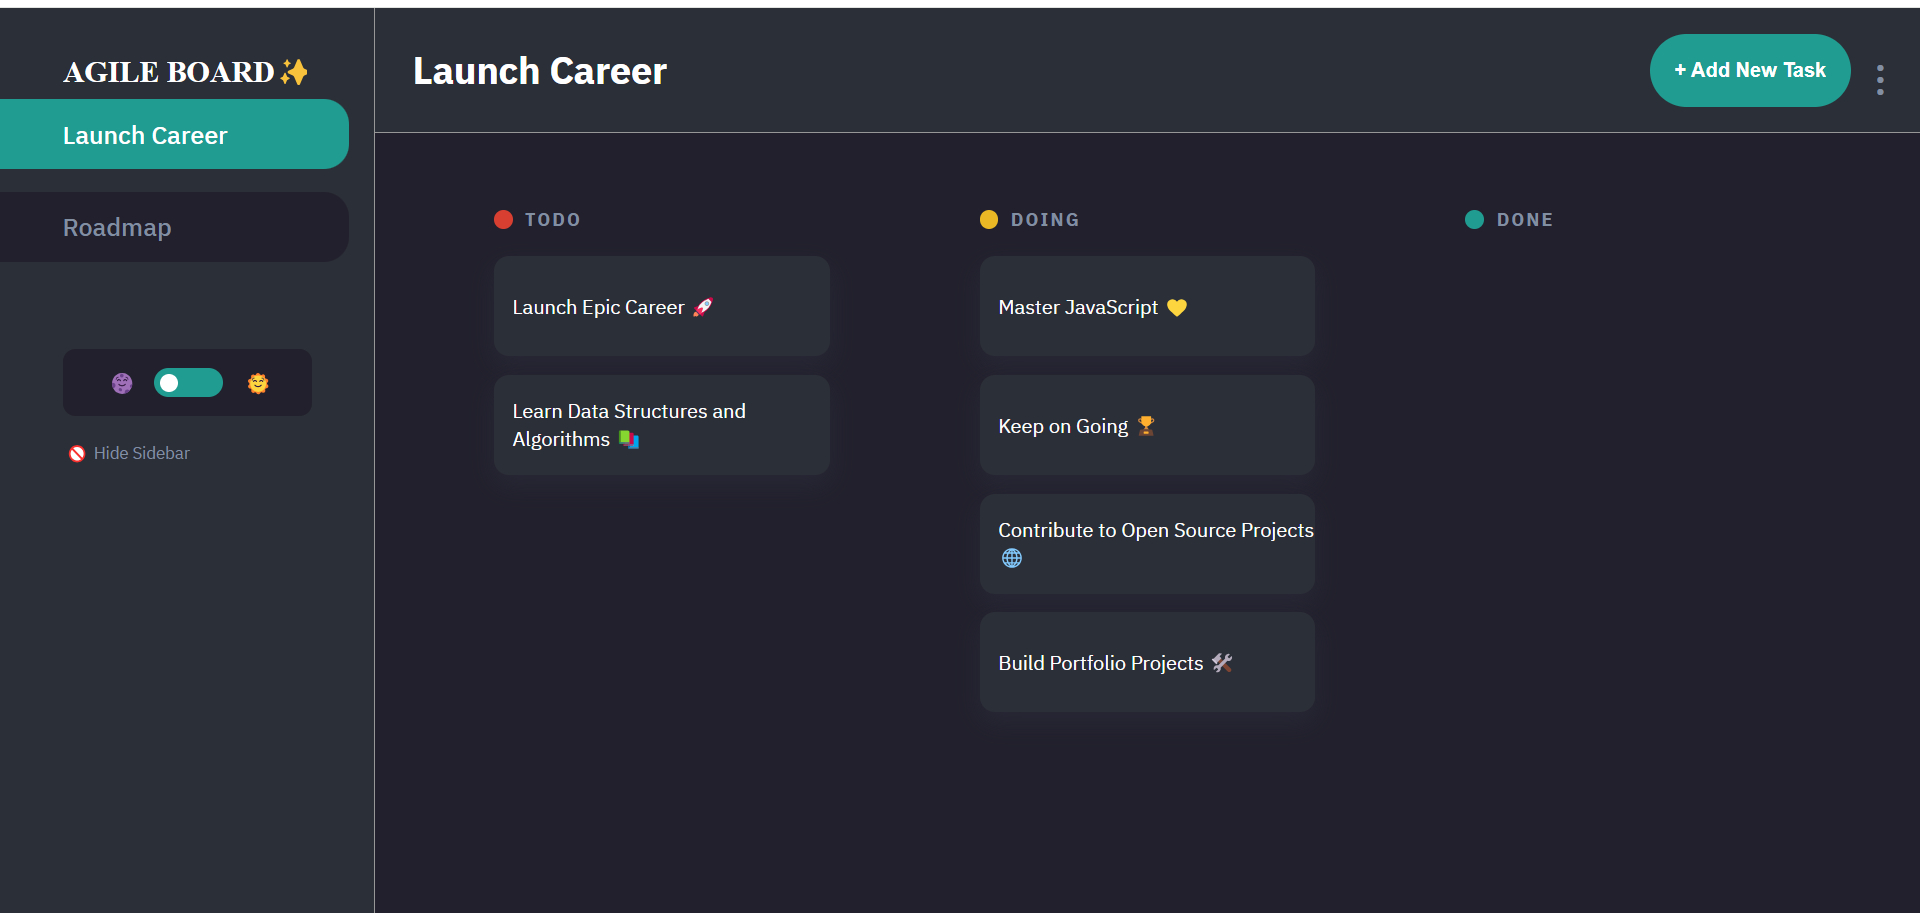 AGILE BOARD✨
Launch Career
Roadmap
Hide Sidebar
Launch Career
+ Add New Task
TODO
Launch Epic Career 🚀
Learn Data Structures and
Algorithms 📚
DOING
Master JavaScript 💛
Keep on Going 🏆
Contribute to Open Source Projects
🌐
Build Portfolio Projects 🛠️
DONE